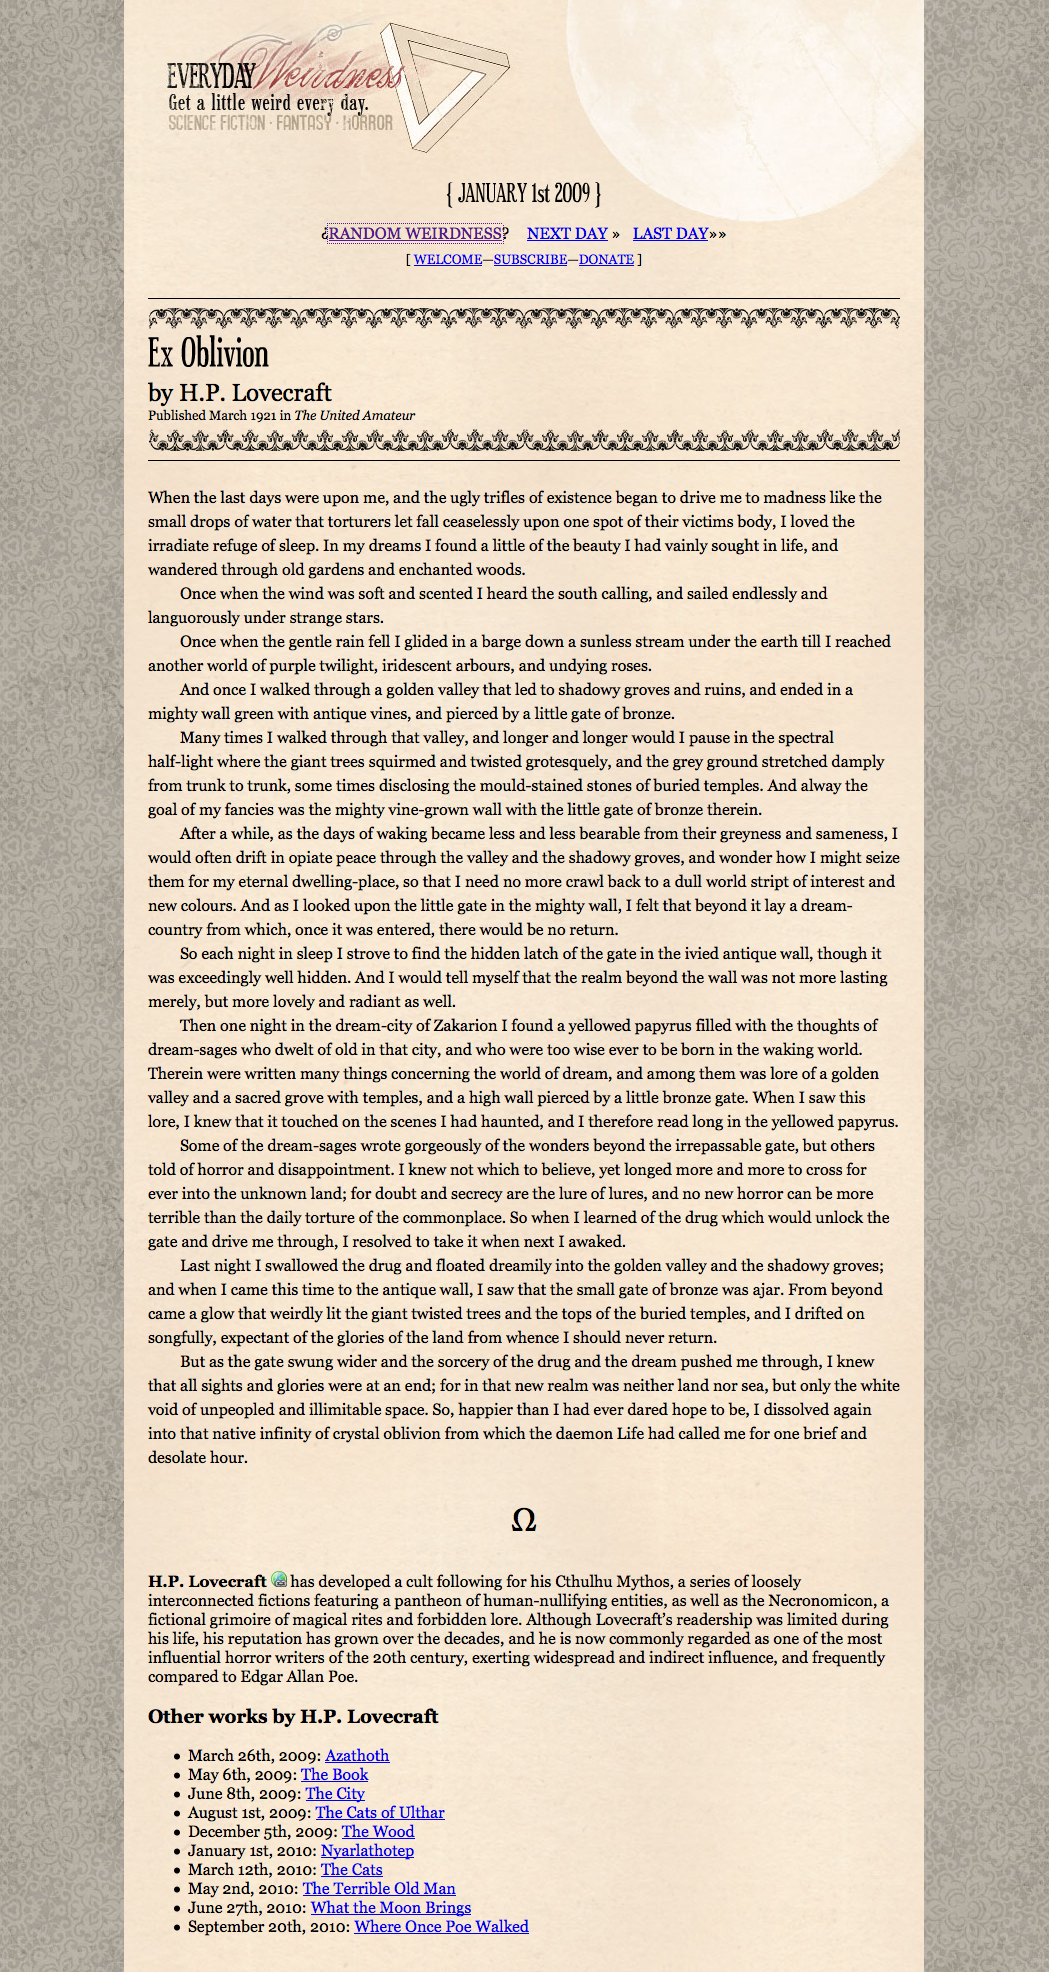 EVERYDAY Weirdness
Get a little weird every day.
SCIENCE FICTION · FANTASY · HORROR
{ JANUARY 1st 2009 }
¿RANDOM WEIRDNESS? NEXT DAY » LAST DAY»»
[ WELCOME—SUBSCRIBE—DONATE ]
Ex Oblivion
by H.P. Lovecraft
Published March 1921 in The United Amateur
When the last days were upon me, and the ugly trifles of existence began to drive me to madness like the
small drops of water that torturers let fall ceaselessly upon one spot of their victims body, I loved the
irradiate refuge of sleep. In my dreams I found a little of the beauty I had vainly sought in life, and
wandered through old gardens and enchanted woods.
Once when the wind was soft and scented I heard the south calling, and sailed endlessly and
languorously under strange stars.
Once when the gentle rain fell I glided in a barge down a sunless stream under the earth till I reached
another world of purple twilight, iridescent arbours, and undying roses.
And once I walked through a golden valley that led to shadowy groves and ruins, and ended in a
mighty wall green with antique vines, and pierced by a little gate of bronze.
Many times I walked through that valley, and longer and longer would I pause in the spectral
half-light where the giant trees squirmed and twisted grotesquely, and the grey ground stretched damply
from trunk to trunk, some times disclosing the mould-stained stones of buried temples. And alway the
goal of my fancies was the mighty vine-grown wall with the little gate of bronze therein.
After a while, as the days of waking became less and less bearable from their greyness and sameness, I
would often drift in opiate peace through the valley and the shadowy groves, and wonder how I might seize
them for my eternal dwelling-place, so that I need no more crawl back to a dull world stript of interest and
new colours. And as I looked upon the little gate in the mighty wall, I felt that beyond it lay a dream-
country from which, once it was entered, there would be no return.
So each night in sleep I strove to find the hidden latch of the gate in the ivied antique wall, though it
was exceedingly well hidden. And I would tell myself that the realm beyond the wall was not more lasting
merely, but more lovely and radiant as well.
Then one night in the dream-city of Zakarion I found a yellowed papyrus filled with the thoughts of
dream-sages who dwelt of old in that city, and who were too wise ever to be born in the waking world.
Therein were written many things concerning the world of dream, and among them was lore of a golden
valley and a sacred grove with temples, and a high wall pierced by a little bronze gate. When I saw this
lore, I knew that it touched on the scenes I had haunted, and I therefore read long in the yellowed papyrus.
Some of the dream-sages wrote gorgeously of the wonders beyond the irrepassable gate, but others
told of horror and disappointment. I knew not which to believe, yet longed more and more to cross for
ever into the unknown land; for doubt and secrecy are the lure of lures, and no new horror can be more
terrible than the daily torture of the commonplace. So when I learned of the drug which would unlock the
gate and drive me through, I resolved to take it when next I awaked.
Last night I swallowed the drug and floated dreamily into the golden valley and the shadowy groves;
and when I came this time to the antique wall, I saw that the small gate of bronze was ajar. From beyond
came a glow that weirdly lit the giant twisted trees and the tops of the buried temples, and I drifted on
songfully, expectant of the glories of the land from whence I should never return.
But as the gate swung wider and the sorcery of the drug and the dream pushed me through, I knew
that all sights and glories were at an end; for in that new realm was neither land nor sea, but only the white
void of unpeopled and illimitable space. So, happier than I had ever dared hope to be, I dissolved again
into that native infinity of crystal oblivion from which the daemon Life had called me for one brief and
desolate hour.
Ω
H.P. Lovecraft has developed a cult following for his Cthulhu Mythos, a series of loosely
interconnected fictions featuring a pantheon of human-nullifying entities, as well as the Necronomicon, a
fictional grimoire of magical rites and forbidden lore. Although Lovecraft's readership was limited during
his life, his reputation has grown over the decades, and he is now commonly regarded as one of the most
influential horror writers of the 20th century, exerting widespread and indirect influence, and frequently
compared to Edgar Allan Poe.
Other works by H.P. Lovecraft
• March 26th, 2009: Azathoth
• May 6th, 2009: The Book
• June 8th, 2009: The City
• August 1st, 2009: The Cats of Ulthar
• December 5th, 2009: The Wood
• January 1st, 2010: Nyarlathotep
• March 12th, 2010: The Cats
• May 2nd, 2010: The Terrible Old Man
• June 27th, 2010: What the Moon Brings
• September 20th, 2010: Where Once Poe Walked